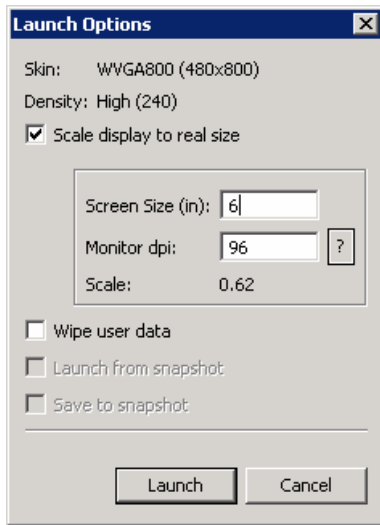 Launch Options
Skin: WVGA800 (480x800)
Density: High (240)
Scale display to real size
Screen Size (in): 6
Monitor dpi: 96 ?
Scale: 0.62
Wipe user data
Launch from snapshot
Save to snapshot
Launch Cancel